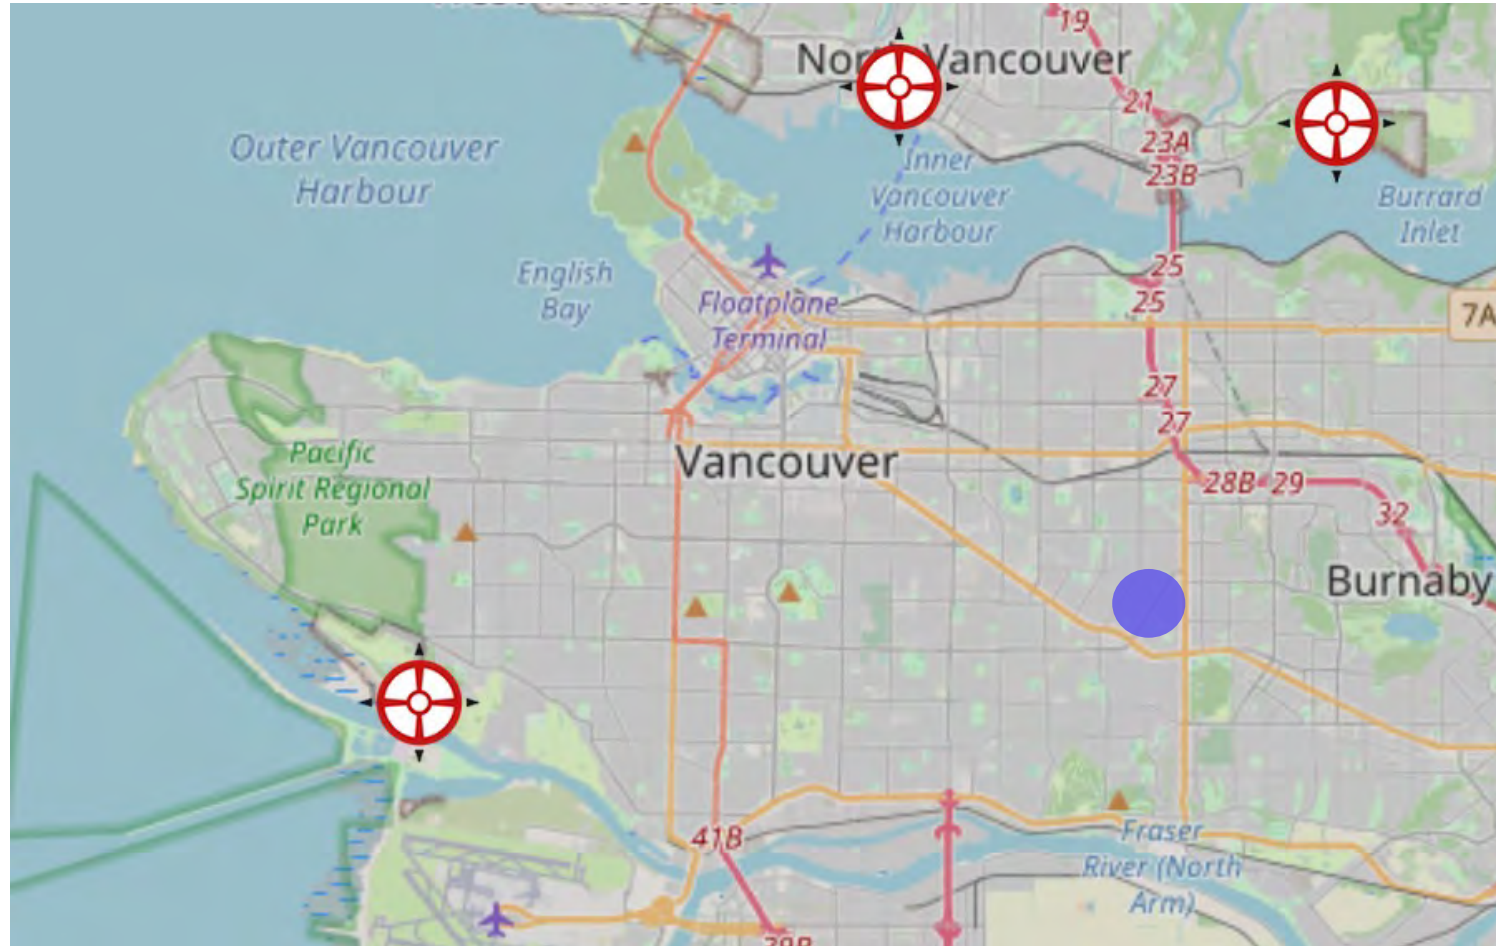 19
North Vancouver
21
Outer Vancouver
Harbour
23A
23B
Inner
Vancouver
Harbour
Burrard
Inlet
English
Bay
25
25
Floatplane
Terminal
7A
27
27
Pacific
Spirit Regional
Park
Vancouver
28B
29
32
Burnaby
41B
Fraser
River (North
Arm)